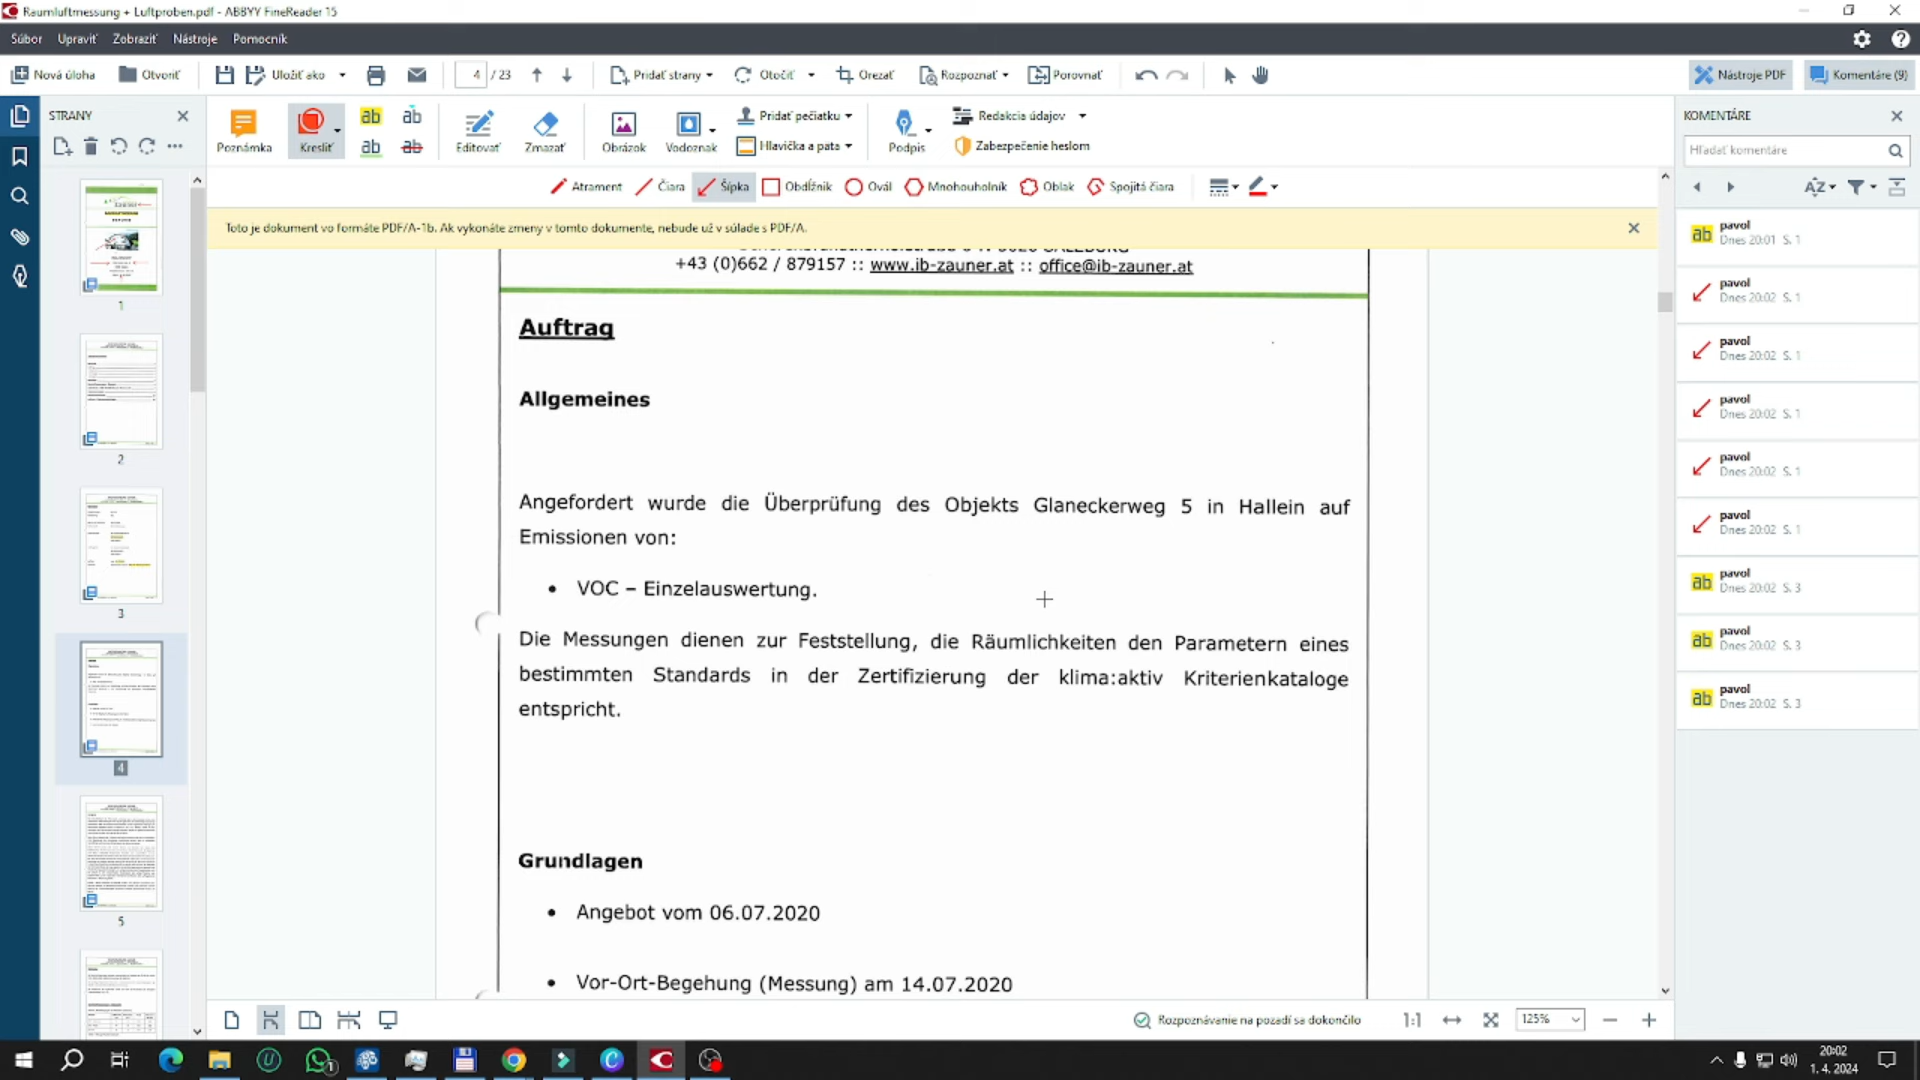 Raumluftmessung + Luftproben.pdf - ABBYY FineReader 15
Súbor Upraviť Zobraziť Nástroje Pomocník
Nová úloha Otvoriť Uložiť ako 4 / 23 Pridať strany Otočiť Orezať Rozpoznať Porovnať Nástroje PDF Komentáre (9)
STRANY
Poznámka Kresliť Editovať Zmazať Obrázok Vodoznak Pridať pečiatku Hlavička a pata Podpis Redakcia údajov Zabezpečenie heslom
Atrament Čiara Šípka Obdĺžnik Ovál Mnohouholník Oblak Spojitá čiara
Toto je dokument vo formáte PDF/A-1b. Ak vykonáte zmeny v tomto dokumente, nebude už v súlade s PDF/A.
1
2
3
4
5
+43 (0)662 / 879157 :: www.ib-zauner.at :: office@ib-zauner.at
Auftrag
Allgemeines
Angefordert wurde die Überprüfung des Objekts Glaneckerweg 5 in Hallein auf
Emissionen von:
• VOC – Einzelauswertung.
Die Messungen dienen zur Feststellung, die Räumlichkeiten den Parametern eines
bestimmten Standards in der Zertifizierung der klima:aktiv Kriterienkataloge
entspricht.
Grundlagen
• Angebot vom 06.07.2020
• Vor-Ort-Begehung (Messung) am 14.07.2020
KOMENTÁRE
Hľadať komentáre
pavol
Dnes 20:01 S. 1
pavol
Dnes 20:02 S. 1
pavol
Dnes 20:02 S. 1
pavol
Dnes 20:02 S. 1
pavol
Dnes 20:02 S. 1
pavol
Dnes 20:02 S. 1
pavol
Dnes 20:02 S. 3
pavol
Dnes 20:02 S. 3
pavol
Dnes 20:02 S. 3
Rozpoznávanie na pozadí sa dokončilo
1:1
125%
20:02
1. 4. 2024